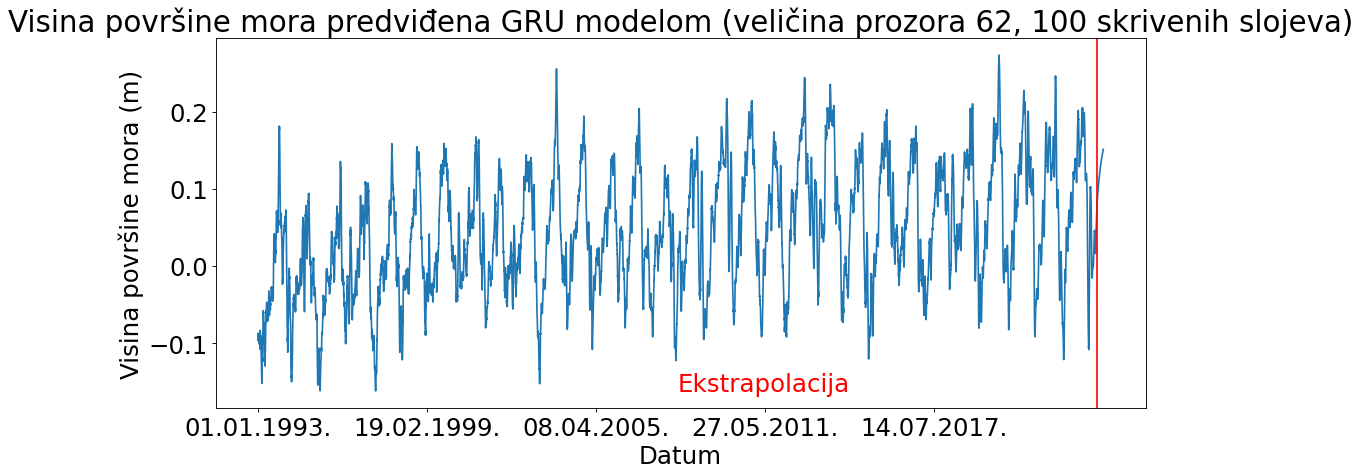 Visina površine mora predviđena GRU modelom (veličina prozora 62, 100 skrivenih slojeva)
Visina površine mora (m)
0.2
0.1
0.0
−0.1
Ekstrapolacija
01.01.1993. 19.02.1999. 08.04.2005. 27.05.2011. 14.07.2017.
Datum